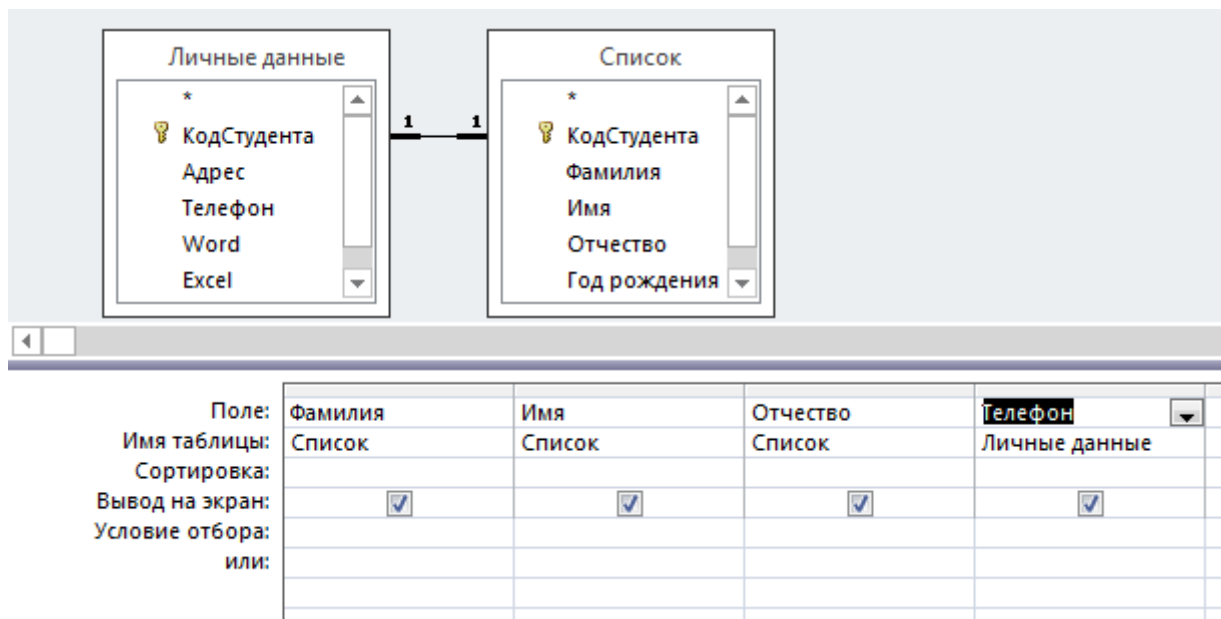 Личные данные
*
КодСтудента
Адрес
Телефон
Word
Excel
1 1
Список
*
КодСтудента
Фамилия
Имя
Отчество
Год рождения
Поле: Фамилия Имя Отчество Телефон
Имя таблицы: Список Список Список Личные данные
Сортировка:
Вывод на экран:
Условие отбора:
или: